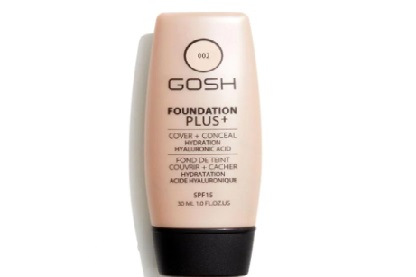 002
GOSH
FOUNDATION
PLUS+
COVER + CONCEAL
HYDRATION
HYALURONIC ACID
FOND DE TEINT
COUVRIR + CACHER
HYDRATATION
ACIDE HYALURONIQUE
SPF15
30 ML 1.0 FL.OZ.US